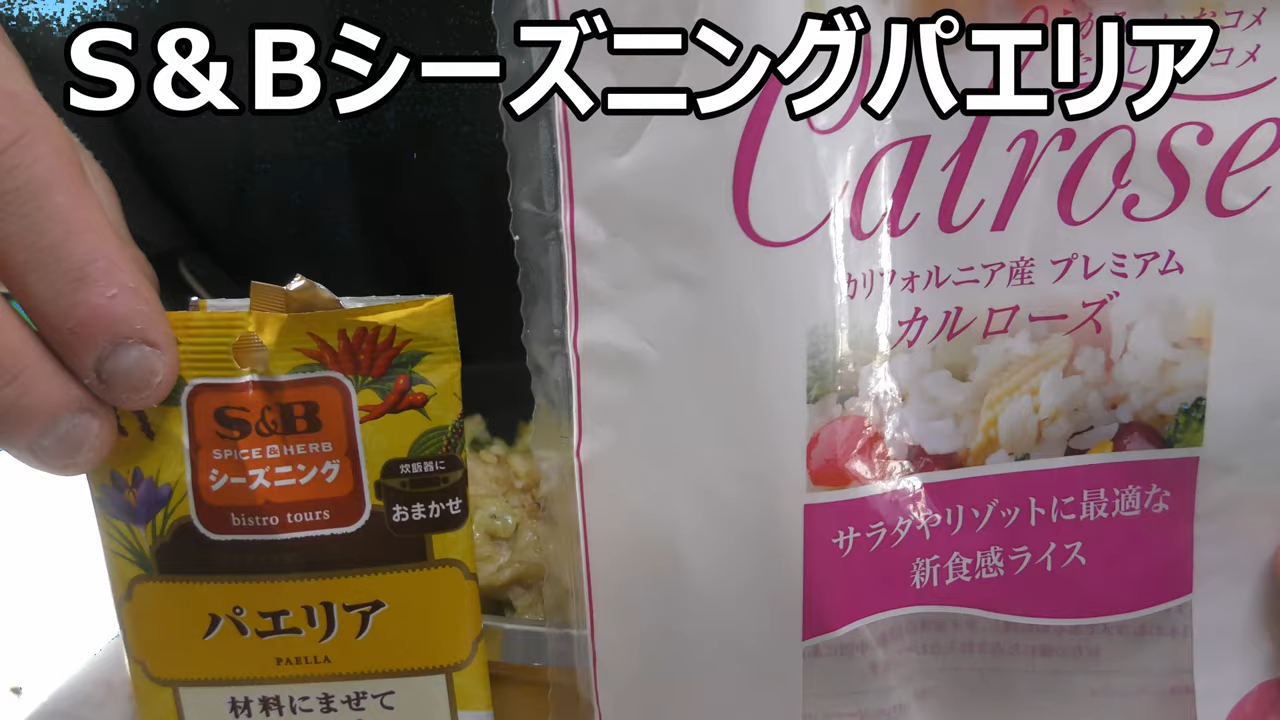 S&Bシーズニングパエリア
Calrose
カリフォルニア産 プレミアム
カルローズ
サラダやリゾットに最適な
新食感ライス
S&B
SPICE & HERB
シーズニング
bistro tours
炊飯器に
おまかせ
パエリア
PAELLA
材料にまぜて